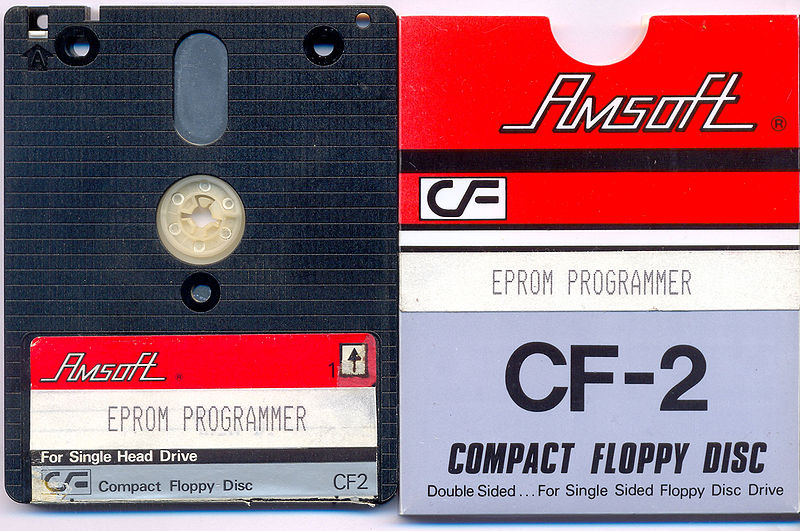 A
Amsoft ®
1
EPROM PROGRAMMER
For Single Head Drive
CF Compact Floppy Disc CF2
Amsoft ®
CF
EPROM PROGRAMMER
CF-2
COMPACT FLOPPY DISC
Double Sided...For Single Sided Floppy Disc Drive